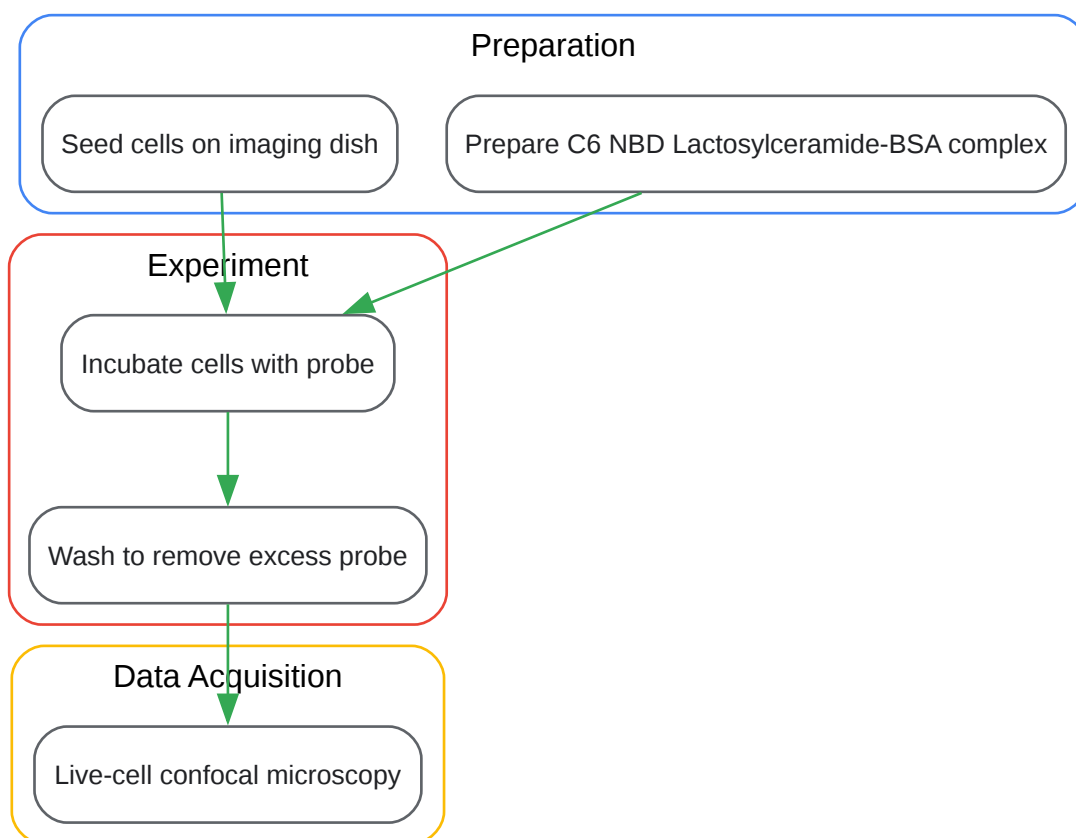 Preparation
Seed cells on imaging dish
Prepare C6 NBD Lactosylceramide-BSA complex
Experiment
Incubate cells with probe
Wash to remove excess probe
Data Acquisition
Live-cell confocal microscopy